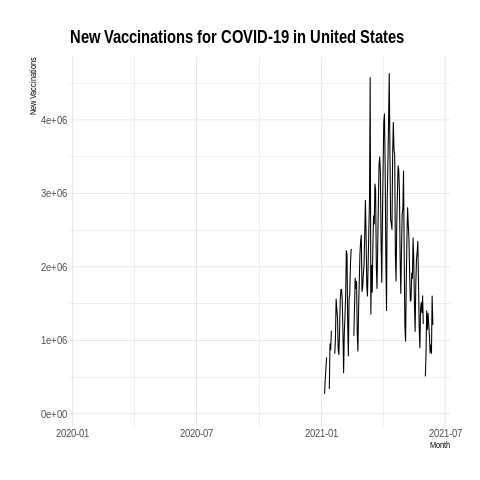 New Vaccinations for COVID-19 in United States
New Vaccinations
4e+06
3e+06
2e+06
1e+06
0e+00
2020-01 2020-07 2021-01 2021-07
Month